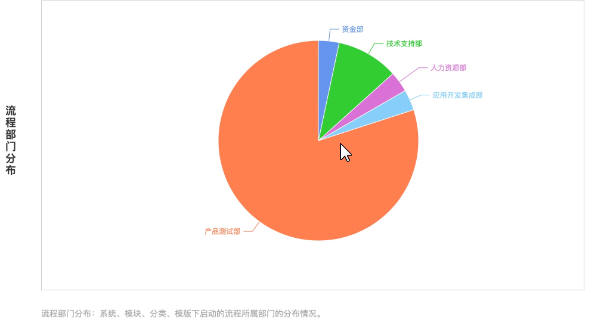 资金部
技术支持部
人力资源部
应用开发集成部
流程部门分布
产品测试部
流程部门分布：系统、模块、分类、模版下启动的流程所属部门的分布情况。